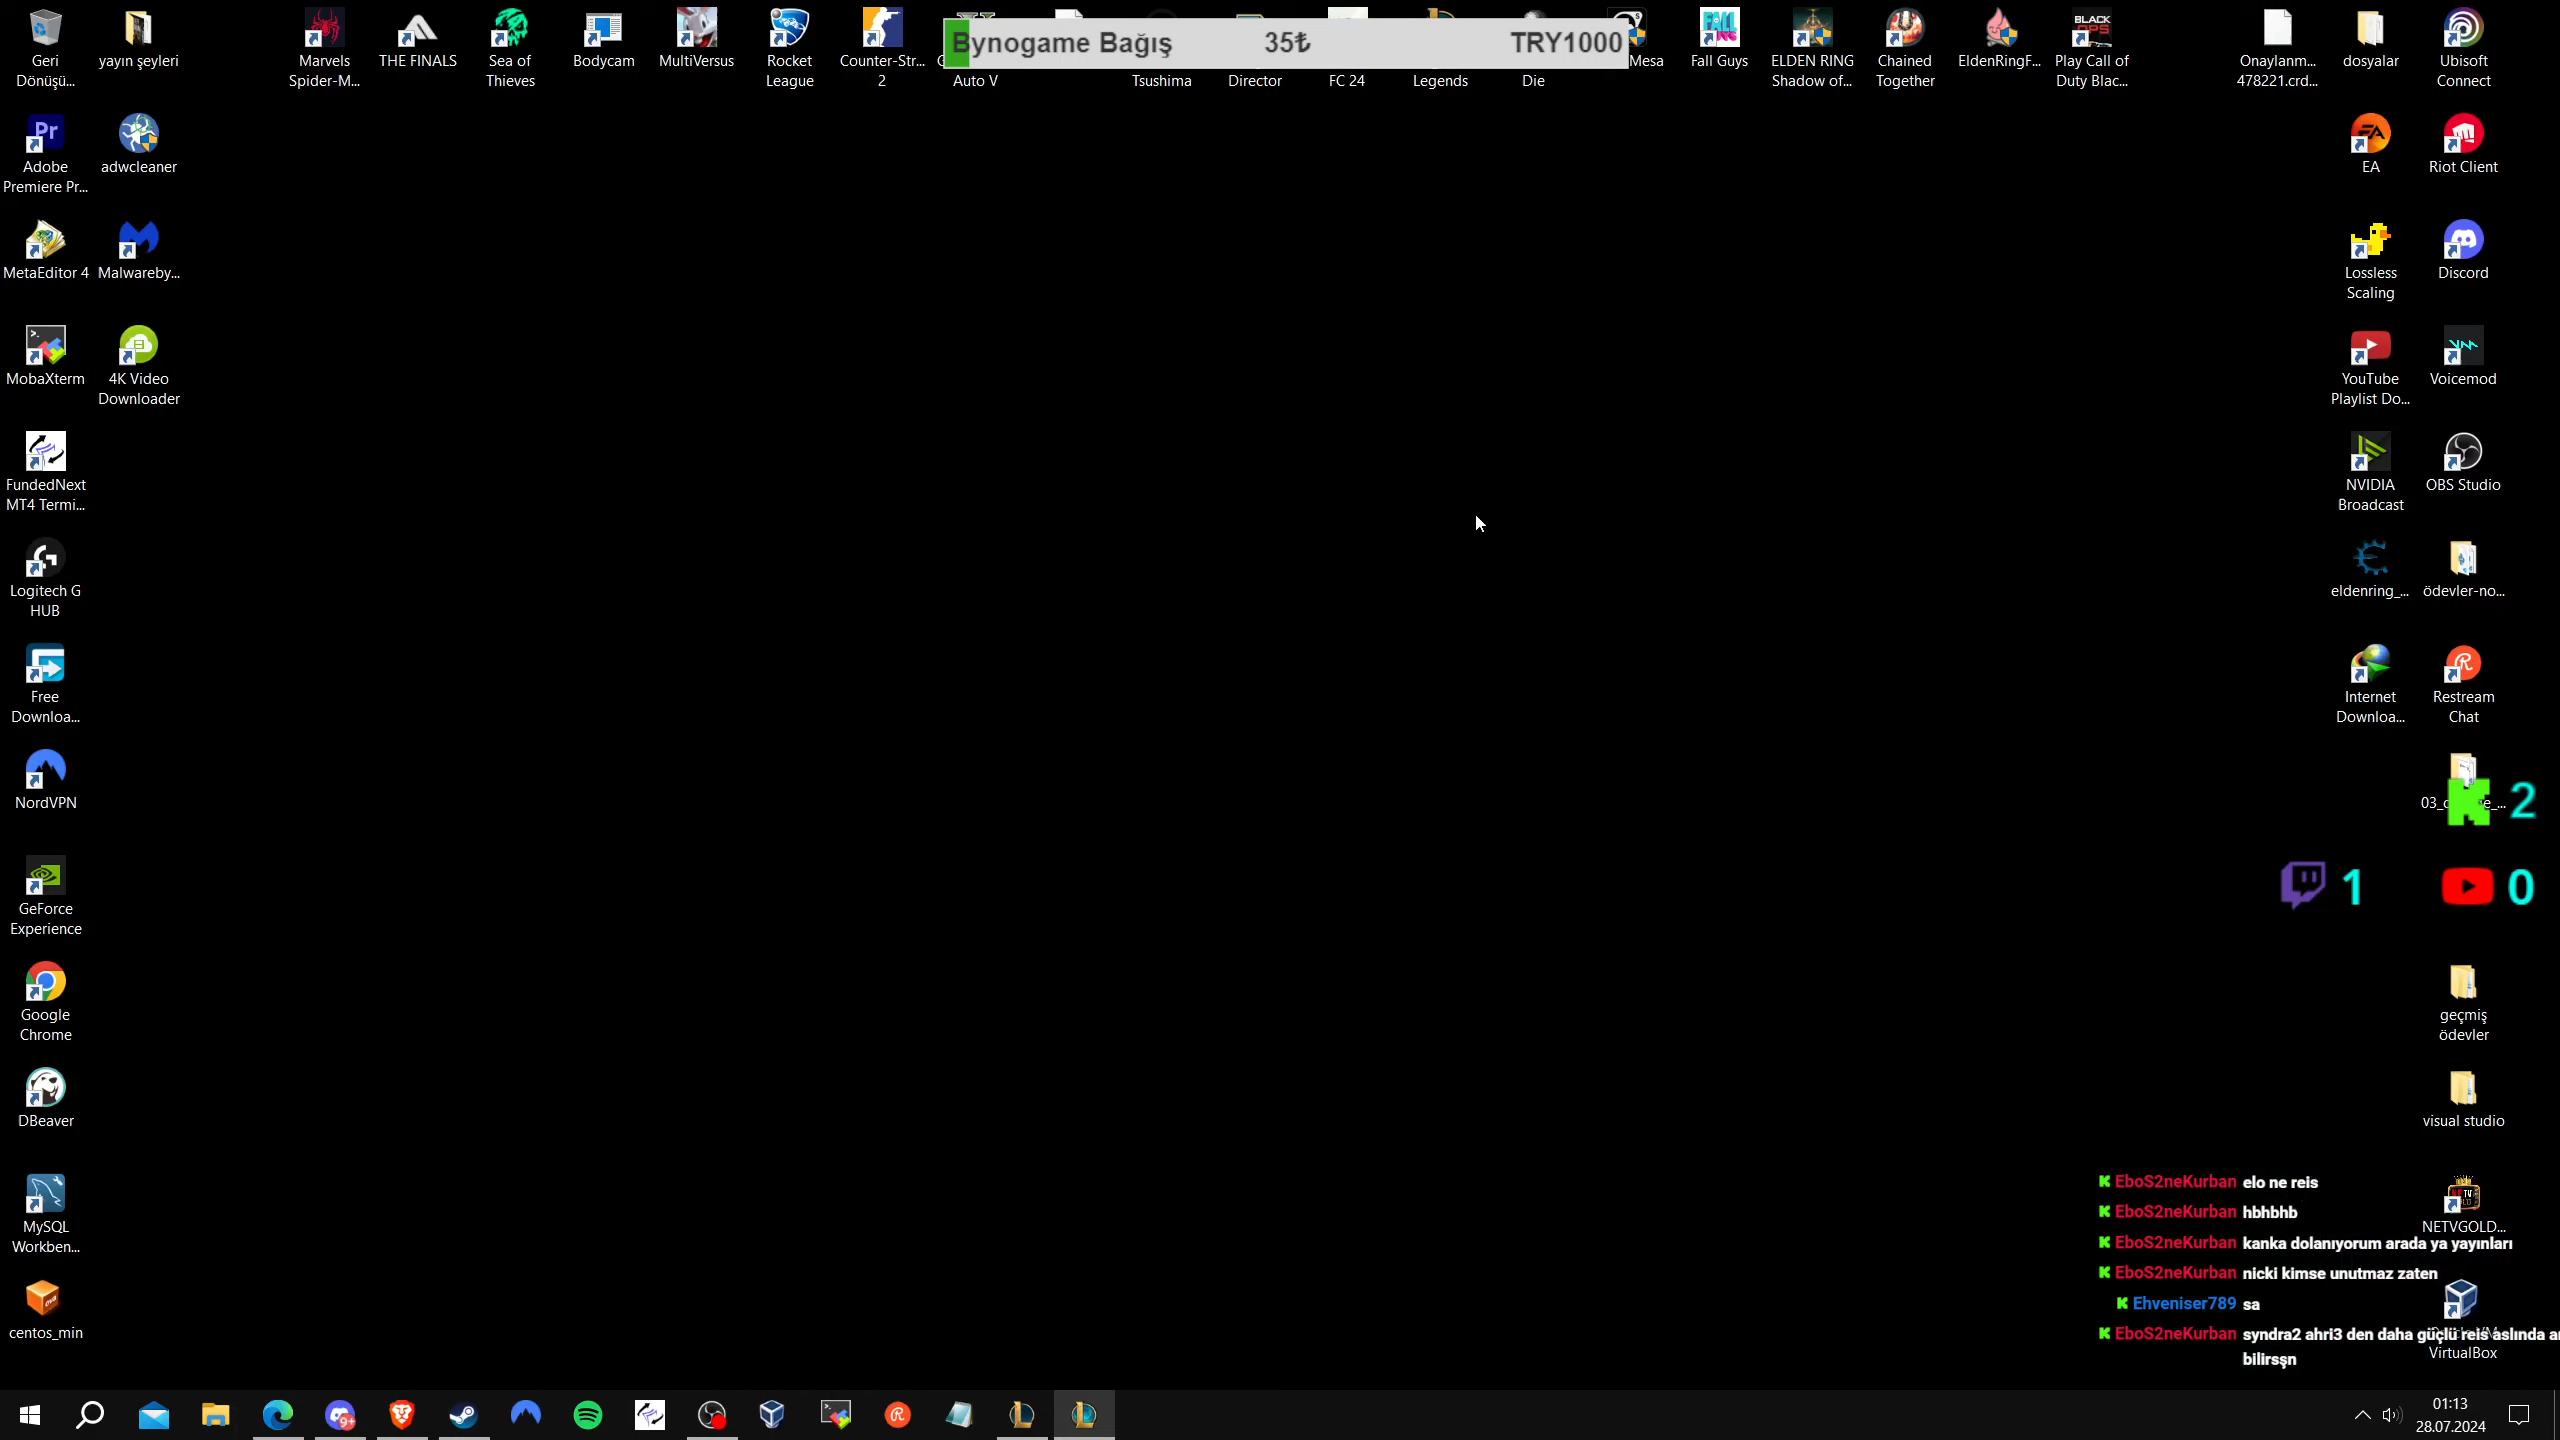 Geri
Dönüşü...
yayın şeyleri
Marvels
Spider-M...
THE FINALS
Sea of
Thieves
Bodycam
MultiVersus
Rocket
League
Counter-Str...
2
Auto V
Bynogame Bağış 35₺ TRY1000
Tsushima
Director
FC 24
Legends
Die
Mesa
Fall Guys
ELDEN RING
Shadow of...
Chained
Together
EldenRingF...
Play Call of
Duty Blac...
Onaylanm...
478221.crd...
dosyalar
Ubisoft
Connect
Adobe
Premiere Pr...
adwcleaner
EA
Riot Client
MetaEditor 4
Malwareby...
Lossless
Scaling
Discord
MobaXterm
4K Video
Downloader
YouTube
Playlist Do...
Voicemod
FundedNext
MT4 Termi...
NVIDIA
Broadcast
OBS Studio
Logitech G
HUB
eldenring_...
ödevler-no...
Free
Downloa...
Internet
Downloa...
Restream
Chat
NordVPN
2
1
0
GeForce
Experience
Google
Chrome
geçmiş
ödevler
DBeaver
visual studio
MySQL
Workben...
NETVGOLD...
centos_min
VirtualBox
EboS2neKurban elo ne reis
EboS2neKurban hbhbhb
EboS2neKurban kanka dolanıyorum arada ya yayınları
EboS2neKurban nicki kimse unutmaz zaten
Ehveniser789 sa
EboS2neKurban syndra2 ahri3 den daha güçlü reis aslında
bilirsşn
01:13
28.07.2024